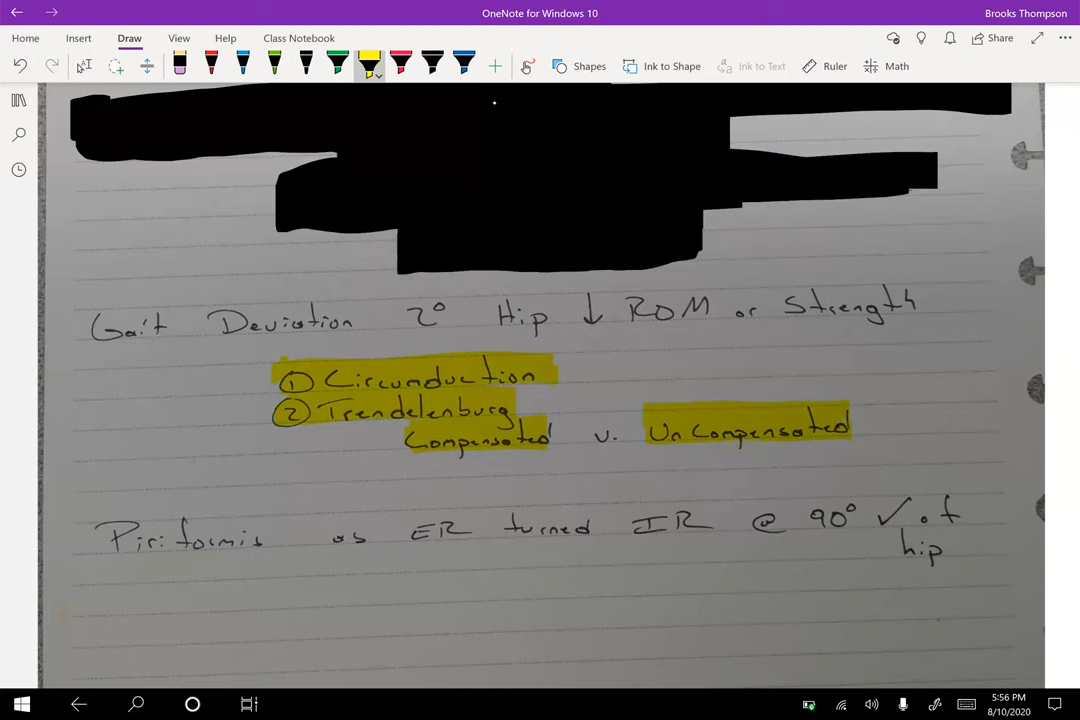 OneNote for Windows 10
Brooks Thompson
Home Insert Draw View Help Class Notebook
Share
Shapes Ink to Shape Ink to Text Ruler Math
Gait Deviation 2° Hip ↓ ROM or Strength
① Circumduction
② Trendelenburg
Compensated v. UnCompensated
Piriformis as ER turned IR @ 90° ✓ of
hip
5:56 PM
8/10/2020